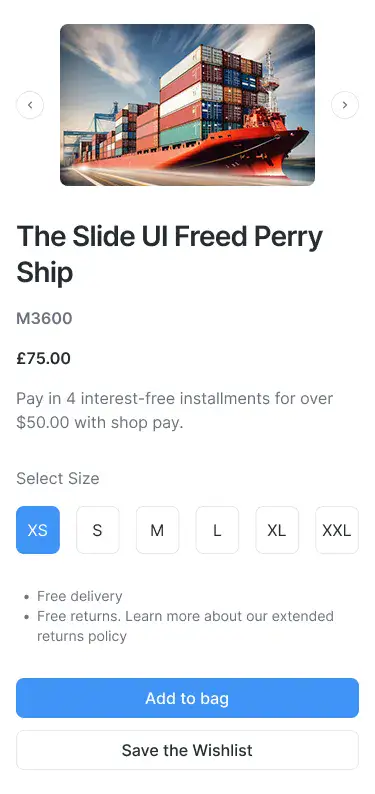 The Slide UI Freed Perry
Ship
M3600
£75.00
Pay in 4 interest-free installments for over
$50.00 with shop pay.
Select Size
XS S M L XL XXL
• Free delivery
• Free returns. Learn more about our extended
returns policy
Add to bag
Save the Wishlist